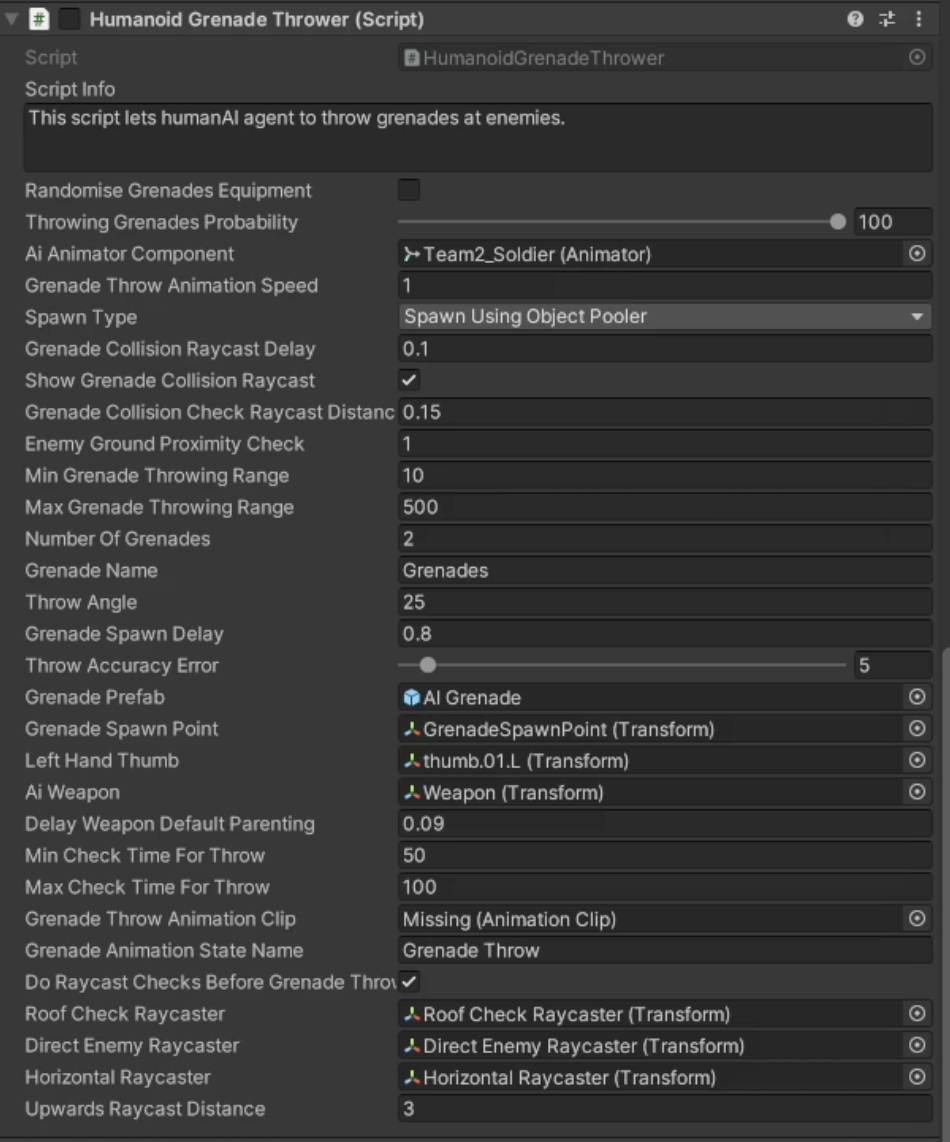 Humanoid Grenade Thrower (Script)
Script HumanoidGrenadeThrower
Script Info
This script lets humanAI agent to throw grenades at enemies.
Randomise Grenades Equipment
Throwing Grenades Probability 100
Ai Animator Component Team2_Soldier (Animator)
Grenade Throw Animation Speed 1
Spawn Type Spawn Using Object Pooler
Grenade Collision Raycast Delay 0.1
Show Grenade Collision Raycast
Grenade Collision Check Raycast Distanc 0.15
Enemy Ground Proximity Check 1
Min Grenade Throwing Range 10
Max Grenade Throwing Range 500
Number Of Grenades 2
Grenade Name Grenades
Throw Angle 25
Grenade Spawn Delay 0.8
Throw Accuracy Error 5
Grenade Prefab AI Grenade
Grenade Spawn Point GrenadeSpawnPoint (Transform)
Left Hand Thumb thumb.01.L (Transform)
Ai Weapon Weapon (Transform)
Delay Weapon Default Parenting 0.09
Min Check Time For Throw 50
Max Check Time For Throw 100
Grenade Throw Animation Clip Missing (Animation Clip)
Grenade Animation State Name Grenade Throw
Do Raycast Checks Before Grenade Throw
Roof Check Raycaster Roof Check Raycaster (Transform)
Direct Enemy Raycaster Direct Enemy Raycaster (Transform)
Horizontal Raycaster Horizontal Raycaster (Transform)
Upwards Raycast Distance 3